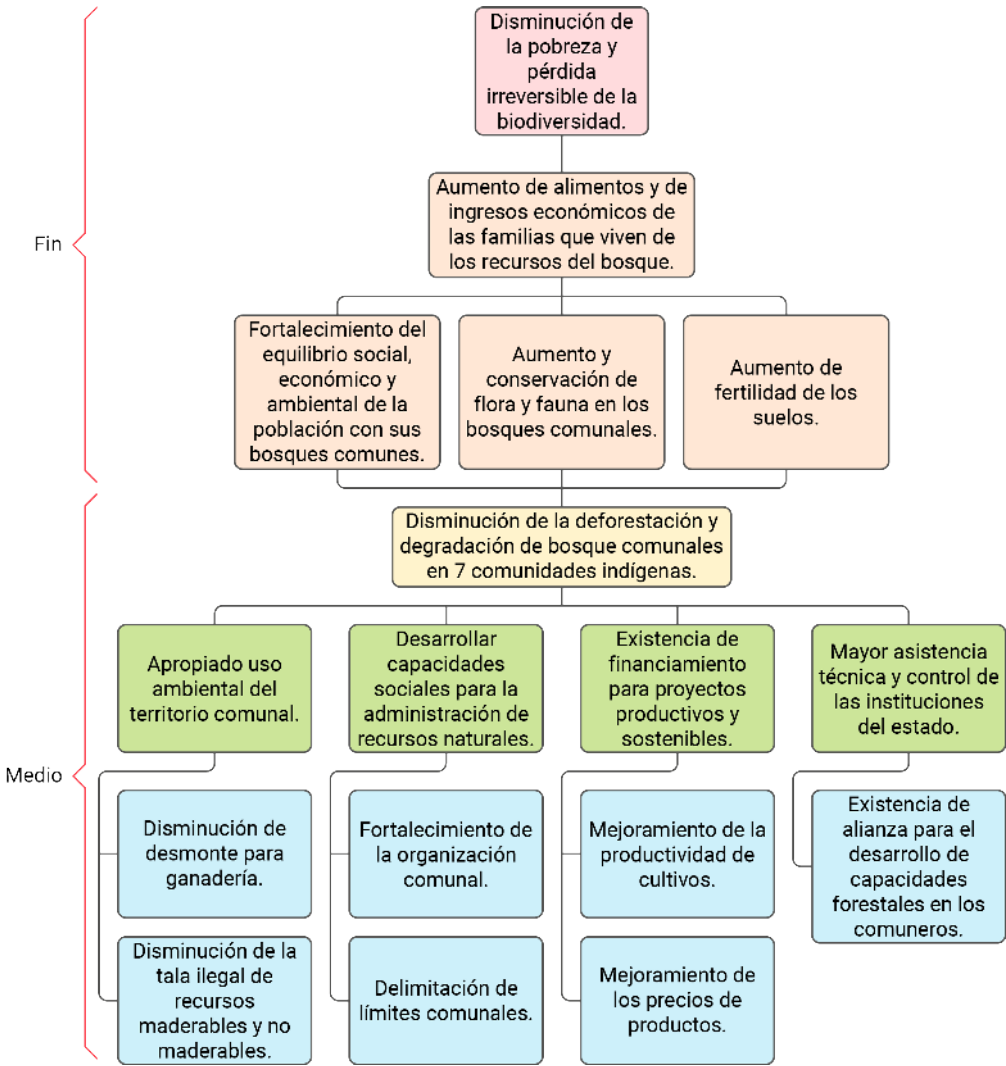 Disminución de
la pobreza y
pérdida
irreversible de la
biodiversidad.
Fin
Aumento de alimentos y de
ingresos económicos de
las familias que viven de
los recursos del bosque.
Fortalecimiento del
equilibrio social,
económico y
ambiental de la
población con sus
bosques comunes.
Aumento y
conservación de
flora y fauna en los
bosques comunales.
Aumento de
fertilidad de los
suelos.
Disminución de la deforestación y
degradación de bosque comunales
en 7 comunidades indígenas.
Medio
Apropiado uso
ambiental del
territorio comunal.
Desarrollar
capacidades
sociales para la
administración de
recursos naturales.
Existencia de
financiamiento
para proyectos
productivos y
sostenibles.
Mayor asistencia
técnica y control de
las instituciones
del estado.
Disminución de
desmonte para
ganadería.
Fortalecimiento de
la organización
comunal.
Mejoramiento de la
productividad de
cultivos.
Existencia de
alianza para el
desarrollo de
capacidades
forestales en los
comuneros.
Disminución de la
tala ilegal de
recursos
maderables y no
maderables.
Delimitación de
límites comunales.
Mejoramiento de
los precios de
productos.